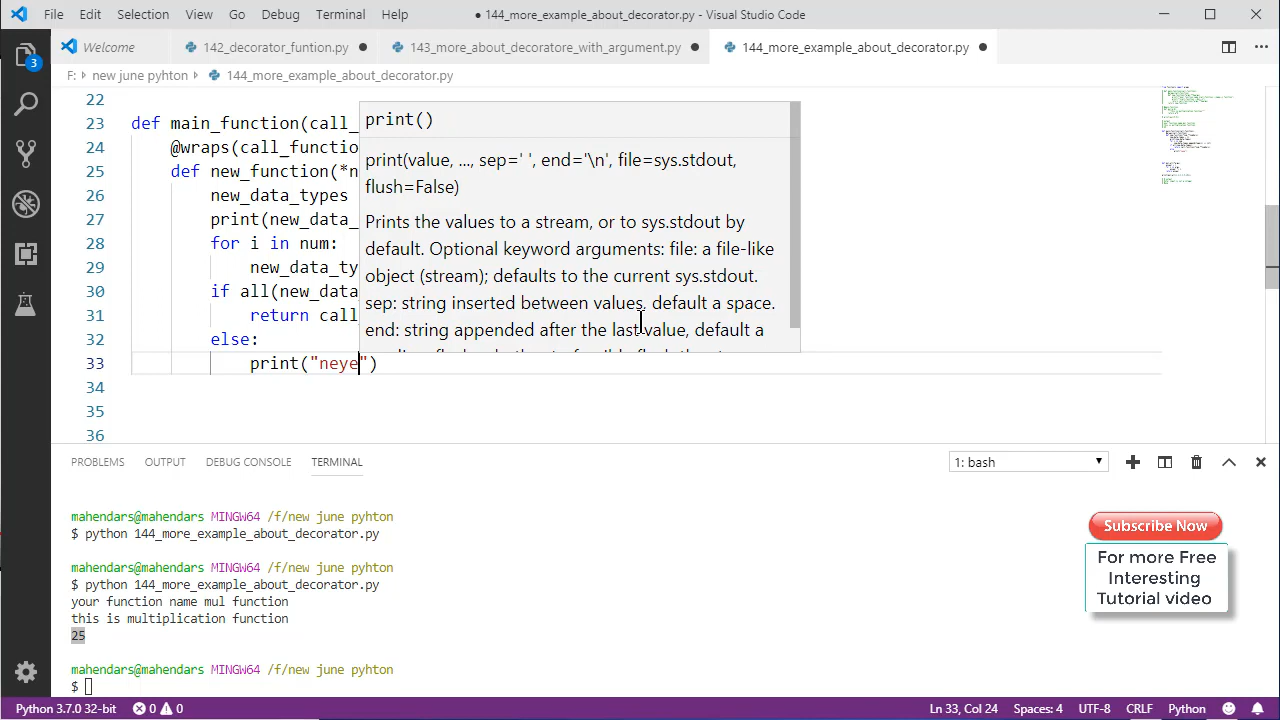 File Edit Selection View Go Debug Terminal Help
● 144_more_example_about_decorator.py - Visual Studio Code
Welcome 142_decorator_funtion.py 143_more_about_decoratore_with_argument.py 144_more_example_about_decorator.py
F: new june pyhton 144_more_example_about_decorator.py
3
22
23 def main_function(call_
24 @wraps(call_functio
25 def new_function(*n
26 new_data_types
27 print(new_data_
28 for i in num:
29 new_data_ty
30 if all(new_data
31 return call
32 else:
33 print("neye")
34
35
36
print()
print(value, ..., sep=' ', end='\n', file=sys.stdout,
flush=False)
Prints the values to a stream, or to sys.stdout by
default. Optional keyword arguments: file: a file-like
object (stream); defaults to the current sys.stdout.
sep: string inserted between values, default a space.
end: string appended after the last value, default a
PROBLEMS OUTPUT DEBUG CONSOLE TERMINAL 1: bash
mahendars@mahendars MINGW64 /f/new june pyhton
$ python 144_more_example_about_decorator.py
mahendars@mahendars MINGW64 /f/new june pyhton
$ python 144_more_example_about_decorator.py
your function name mul function
this is multiplication function
25
mahendars@mahendars MINGW64 /f/new june pyhton
$
Subscribe Now
For more Free
Interesting
Tutorial video
Python 3.7.0 32-bit 0 0 Ln 33, Col 24 Spaces: 4 UTF-8 CRLF Python